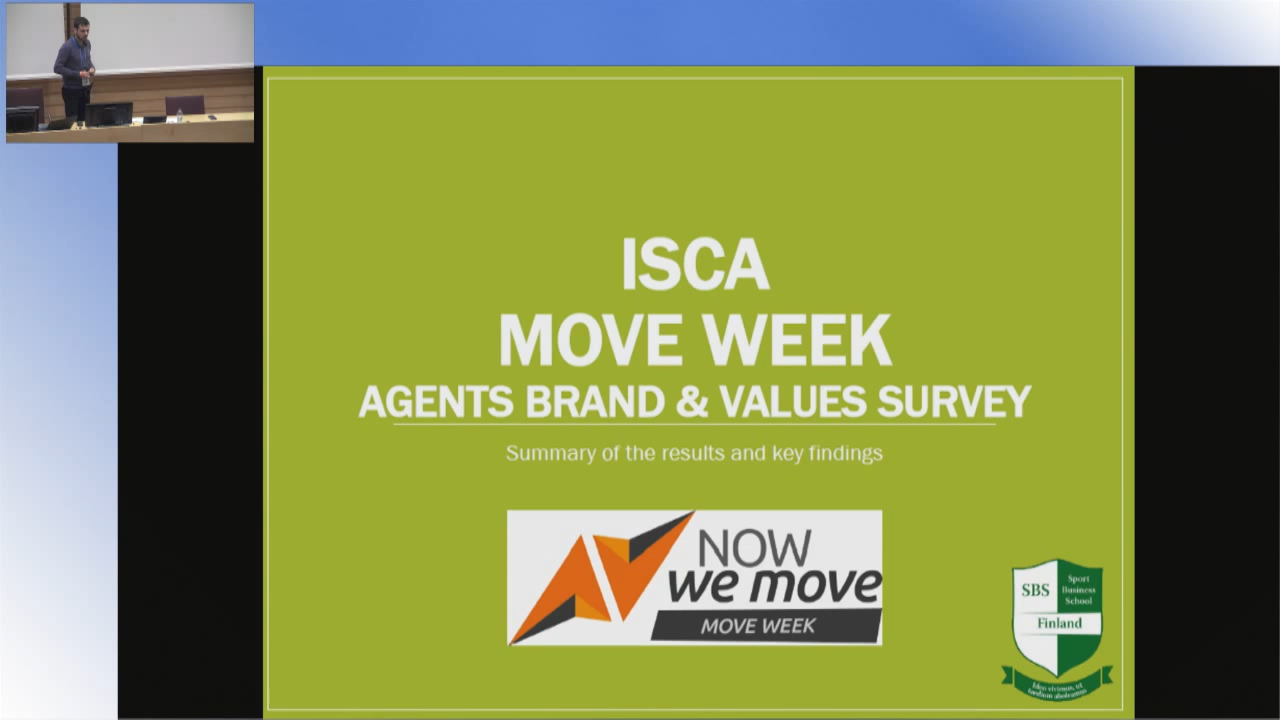 ISCA
MOVE WEEK
AGENTS BRAND & VALUES SURVEY
Summary of the results and key findings
NOW
we move
MOVE WEEK
SBS
Sport
Business
School
Finland